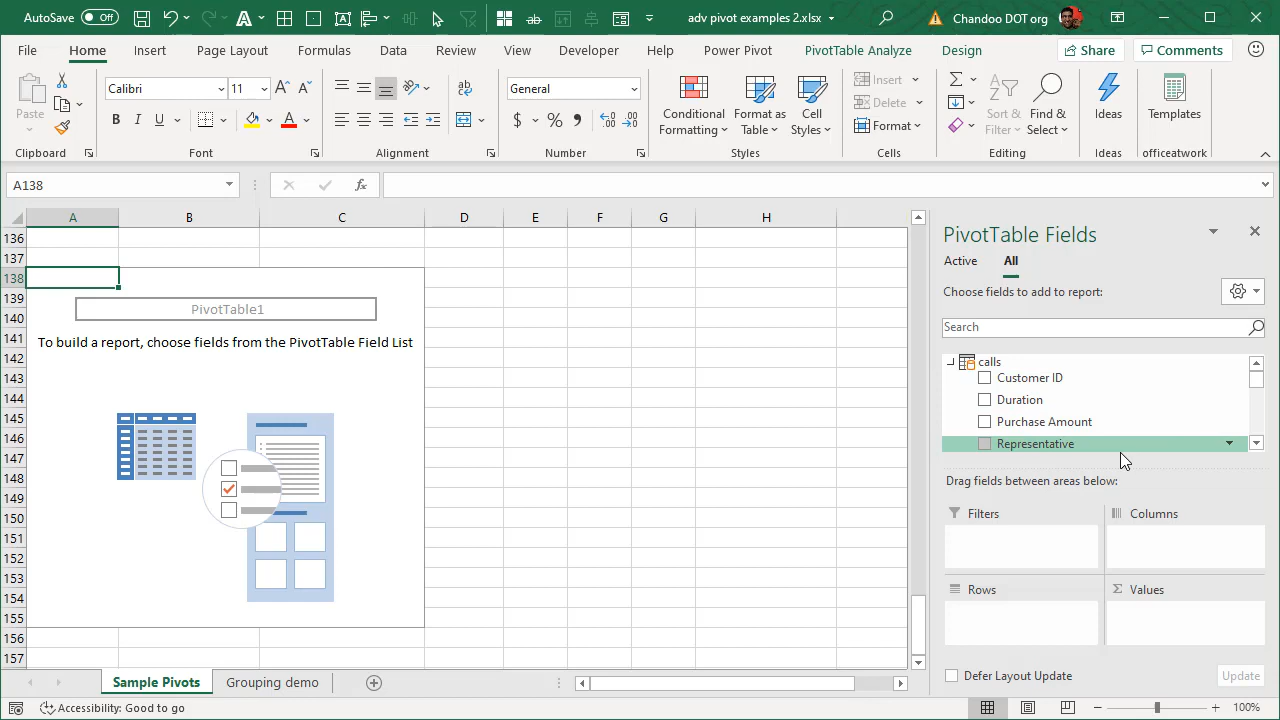 AutoSave Off
adv pivot examples 2.xlsx
Chandoo DOT org
File Home Insert Page Layout Formulas Data Review View Developer Help Power Pivot PivotTable Analyze Design Share Comments
Paste
Clipboard
Calibri 11
B I U
Font
Alignment
General
$ % ,
Number
Conditional Formatting
Format as Table
Cell Styles
Styles
Insert
Delete
Format
Cells
Sort & Filter
Find & Select
Editing
Ideas
Ideas
Templates
officeatwork
A138
fx
A B C D E F G H
136
137
138
139
140
141
142
143
144
145
146
147
148
149
150
151
152
153
154
155
156
157
PivotTable1
To build a report, choose fields from the PivotTable Field List
PivotTable Fields
Active All
Choose fields to add to report:
Search
calls
Customer ID
Duration
Purchase Amount
Representative
Drag fields between areas below:
Filters
Columns
Rows
Σ Values
Defer Layout Update
Update
Sample Pivots Grouping demo
Accessibility: Good to go
100%